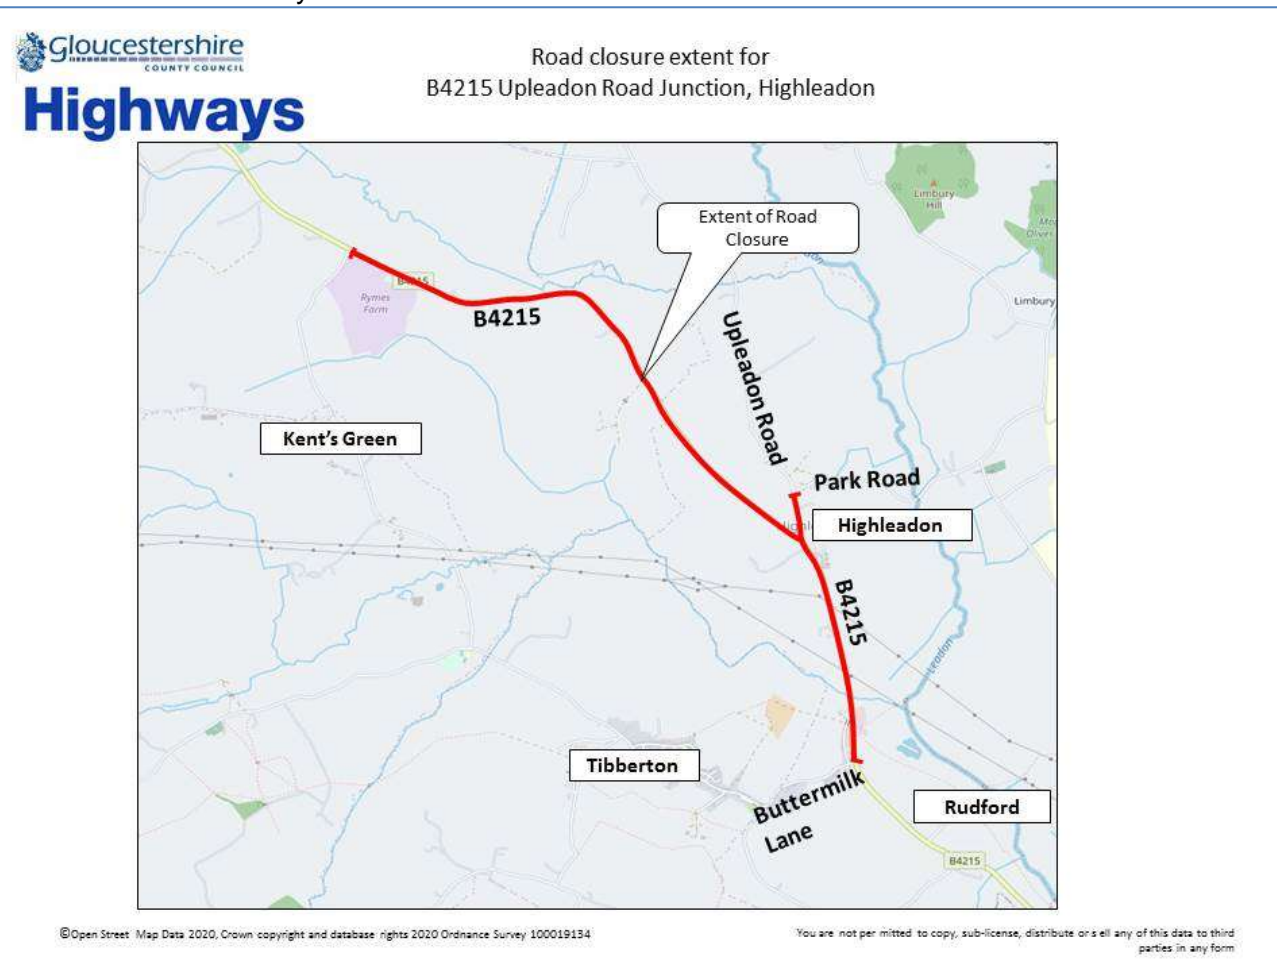 Gloucestershire
COUNTY COUNCIL
Highways
Road closure extent for
B4215 Upleadon Road Junction, Highleadon
Limbury
Hill
Extent of Road
Closure
B4215
Rymes
Farm
Limbury
B4215
Upleadon Road
Kent's Green
Park Road
Highleadon
B4215
Leadon
Tibberton
Buttermilk
Lane
Rudford
B4215
©Open Street Map Data 2020, Crown copyright and database rights 2020 Ordnance Survey 100019134
You are not per mitted to copy, sub-license, distribute or s ell any of this data to third
parties in any form